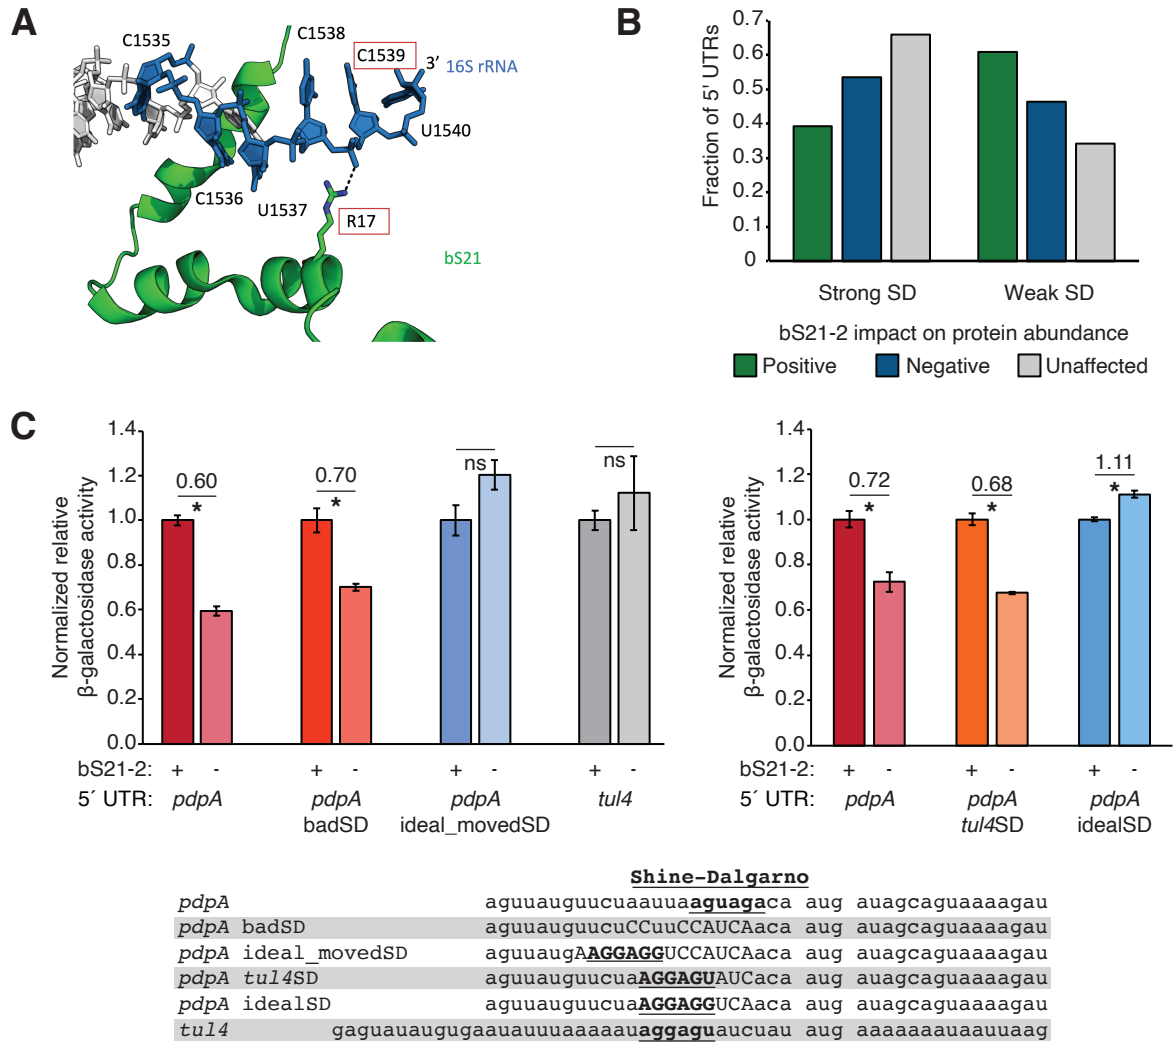 A
C1535
C1538
C1539
3′ 16S rRNA
U1540
C1536
U1537
R17
bS21
B
Fraction of 5′ UTRs
0.7
0.6
0.5
0.4
0.3
0.2
0.1
0
Strong SD
Weak SD
bS21-2 impact on protein abundance
Positive
Negative
Unaffected
C
Normalized relative
β-galactosidase activity
1.4
1.2
1.0
0.8
0.6
0.4
0.2
0.0
0.60
*
0.70
*
ns
ns
bS21-2: + - + - + - + -
5´ UTR: pdpA pdpA pdpA tul4
badSD ideal_movedSD
Normalized relative
β-galactosidase activity
1.4
1.2
1.0
0.8
0.6
0.4
0.2
0.0
0.72
*
0.68
*
1.11
*
bS21-2: + - + - + -
5´ UTR: pdpA pdpA pdpA
tul4SD idealSD
Shine-Dalgarno
pdpA aguuauguucuaauuaaguagaca aug auagcaguaaaagau
pdpA badSD aguuauguucuCCuuCCAUCAaca aug auagcaguaaaagau
pdpA ideal_movedSD aguuaugAAGGAGGUCCAUCAaca aug auagcaguaaaagau
pdpA tul4SD aguuauguucuaAGGAGUAUCaca aug auagcaguaaaagau
pdpA idealSD aguuauguucuaAGGAGGUCAaca aug auagcaguaaaagau
tul4 gaguauaugugaauauuuaaaauaggaguaucuau aug aaaaaaauaauuaag